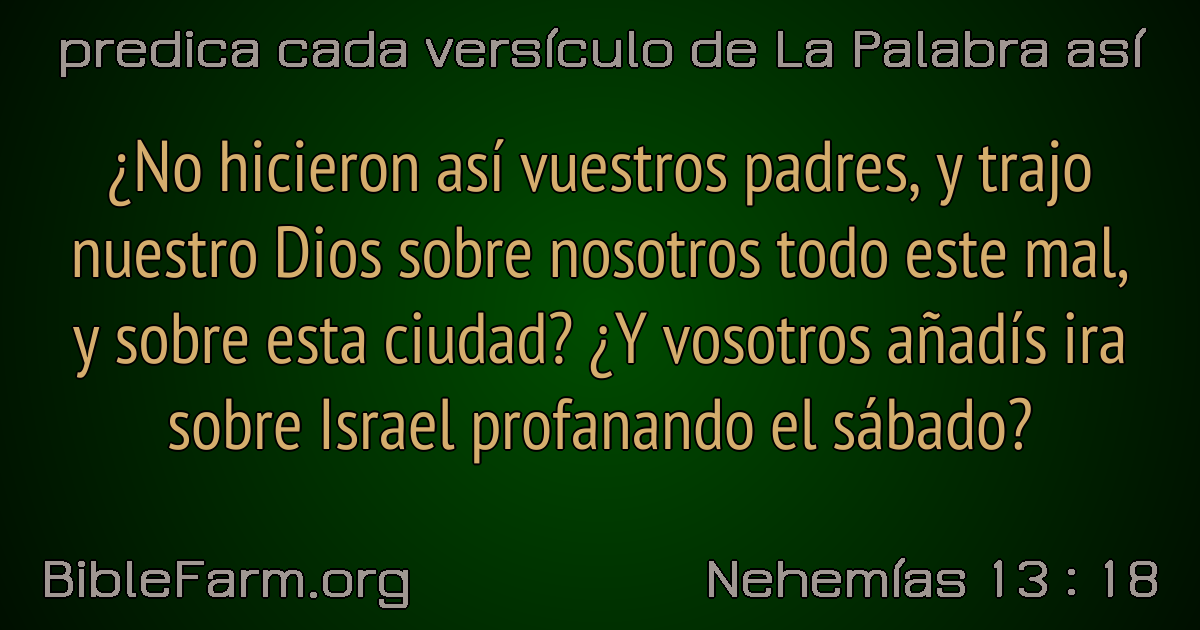 predica cada versículo de La Palabra así
¿No hicieron así vuestros padres, y trajo
nuestro Dios sobre nosotros todo este mal,
y sobre esta ciudad? ¿Y vosotros añadís ira
sobre Israel profanando el sábado?
BibleFarm.org
Nehemías 13 : 18